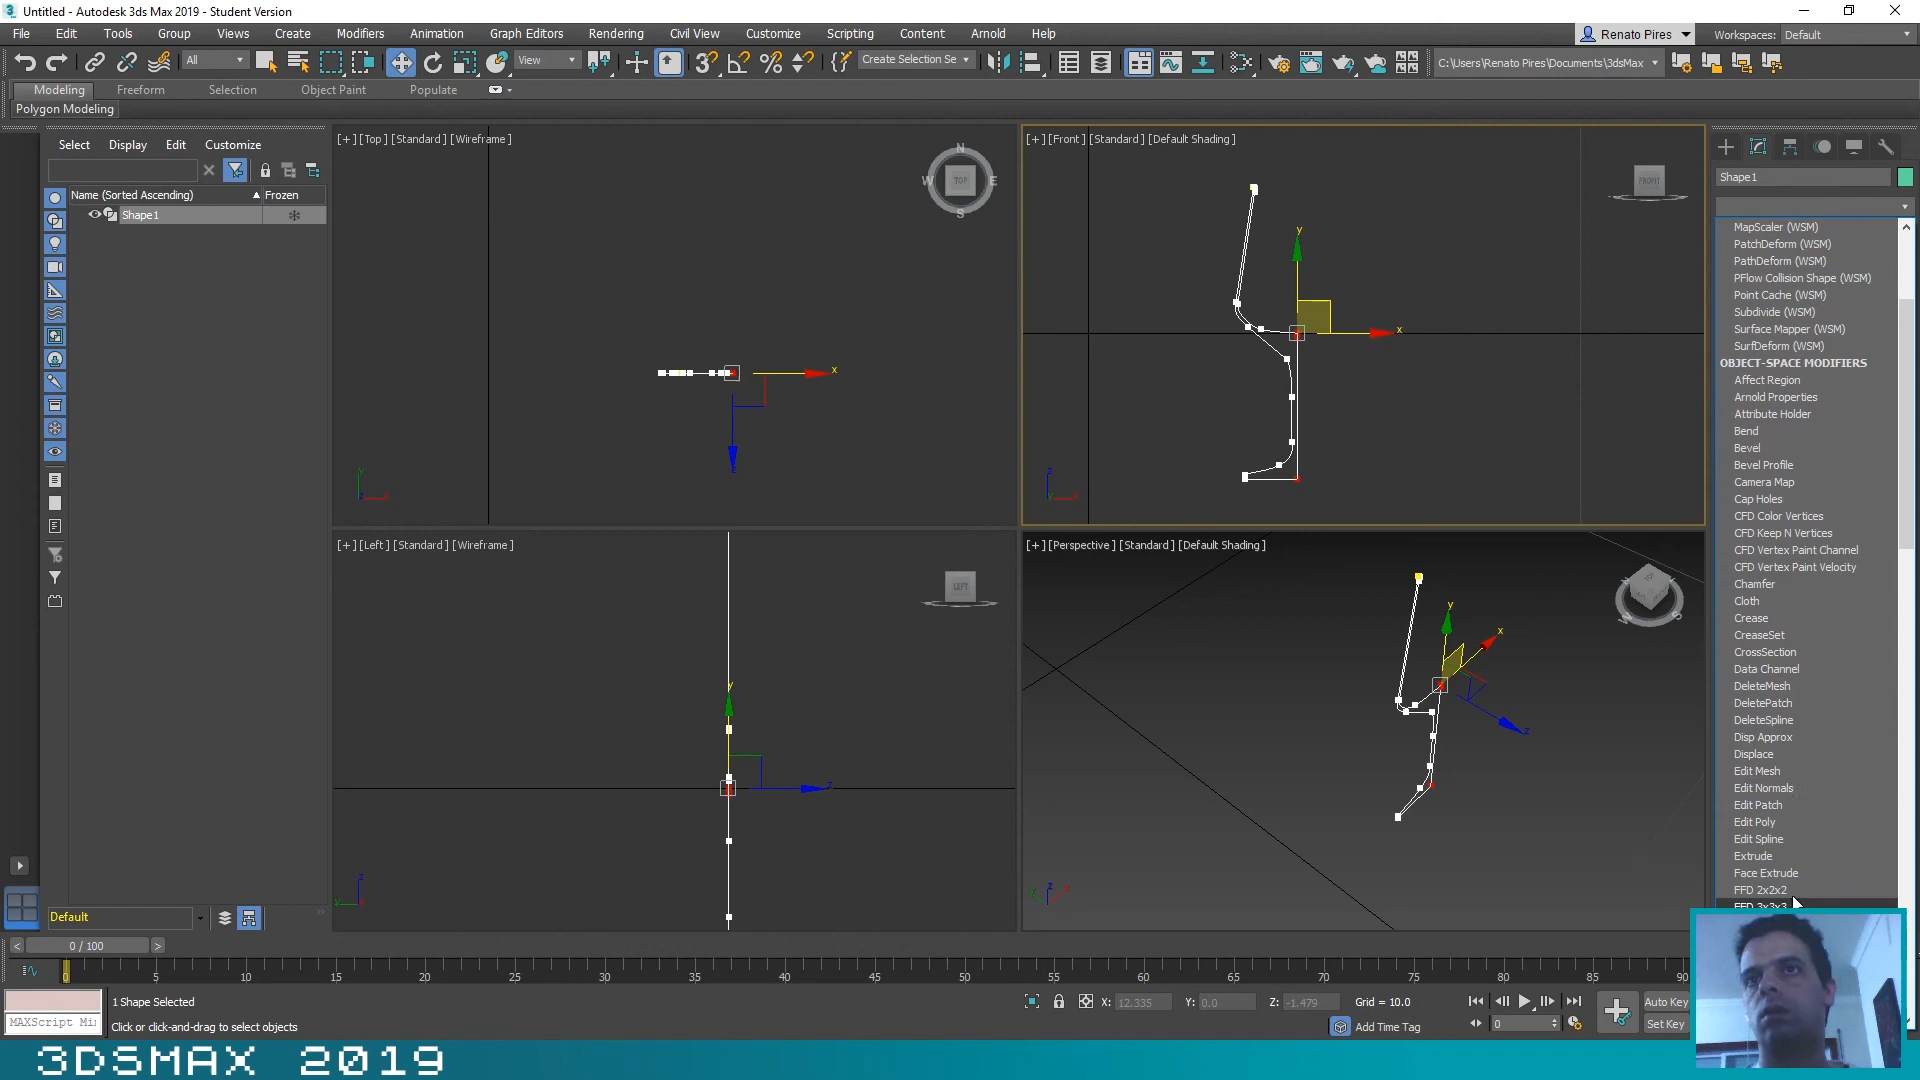 Untitled - Autodesk 3ds Max 2019 - Student Version
File Edit Tools Group Views Create Modifiers Animation Graph Editors Rendering Civil View Customize Scripting Content Arnold Help
Renato Pires Workspaces: Default
All View Create Selection Se C:\Users\Renato Pires\Documents\3dsMax
Modeling Freeform Selection Object Paint Populate
Polygon Modeling
Select Display Edit Customize
Name (Sorted Ascending) Frozen
Shape1
[+] [Top] [Standard] [Wireframe]
N
W TOP E
S
x
z
y
[+] [Front] [Standard] [Default Shading]
FRONT
y
x
z
[+] [Left] [Standard] [Wireframe]
LEFT
y
z
z
y
[+] [Perspective] [Standard] [Default Shading]
y
x
z
z
Shape1
MapScaler (WSM)
PatchDeform (WSM)
PathDeform (WSM)
PFlow Collision Shape (WSM)
Point Cache (WSM)
Subdivide (WSM)
Surface Mapper (WSM)
SurfDeform (WSM)
OBJECT-SPACE MODIFIERS
Affect Region
Arnold Properties
Attribute Holder
Bend
Bevel
Bevel Profile
Camera Map
Cap Holes
CFD Color Vertices
CFD Keep N Vertices
CFD Vertex Paint Channel
CFD Vertex Paint Velocity
Chamfer
Cloth
Crease
CreaseSet
CrossSection
Data Channel
DeleteMesh
DeletePatch
DeleteSpline
Disp Approx
Displace
Edit Mesh
Edit Normals
Edit Patch
Edit Poly
Edit Spline
Extrude
Face Extrude
FFD 2x2x2
FFD 3x3x3
Default
< 0 / 100 >
0 5 10 15 20 25 30 35 40 45 50 55 60 65 70 75 80 85 90
1 Shape Selected
X: 12.335 Y: 0.0 Z: -1.479 Grid = 10.0
Auto Key
MAXScript Mi
Click or click-and-drag to select objects
Add Time Tag
0
Set Key
3DSMAX 2019